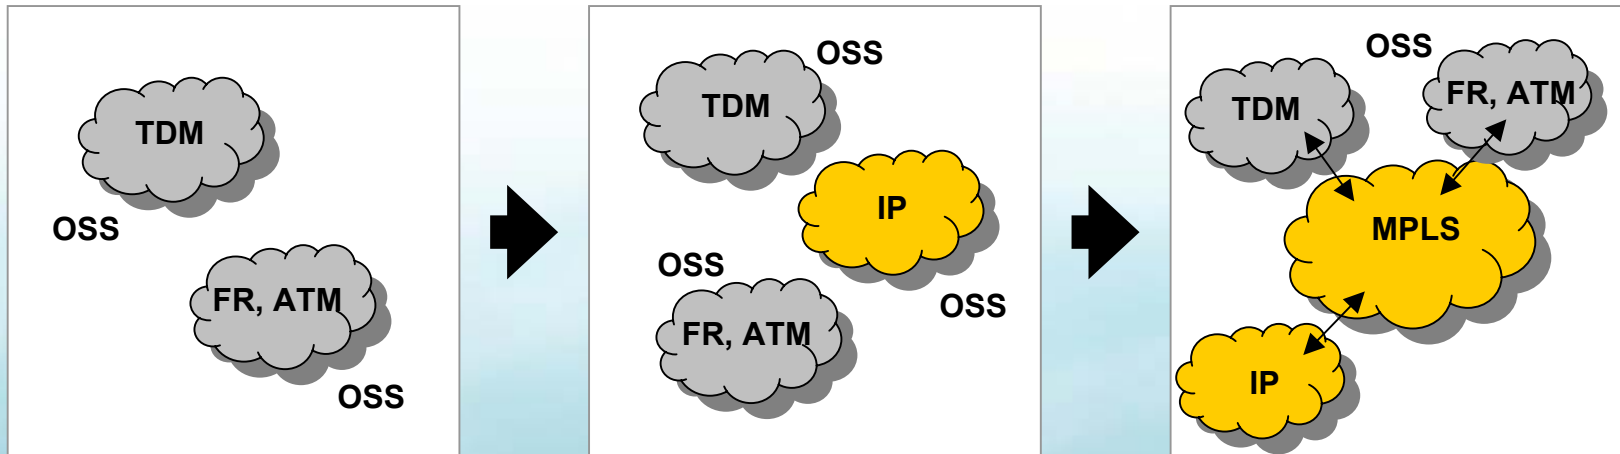 TDM
OSS
FR, ATM
OSS
OSS
TDM
IP
OSS
OSS
FR, ATM
OSS
TDM
FR, ATM
MPLS
IP